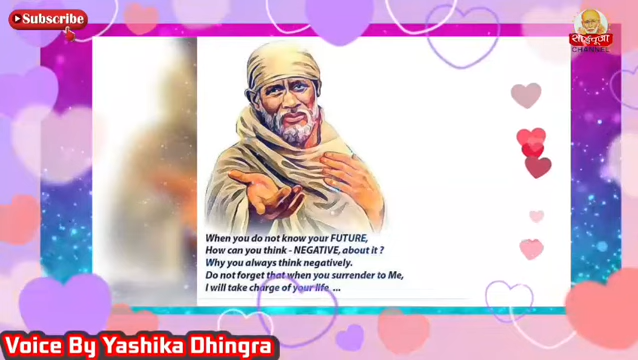 Subscribe
साईपूजा
CHANNEL
When you do not know your FUTURE,
How can you think - NEGATIVE, about it ?
Why you always think negatively.
Do not forget that when you surrender to Me,
I will take charge of your life ...
Voice By Yashika Dhingra